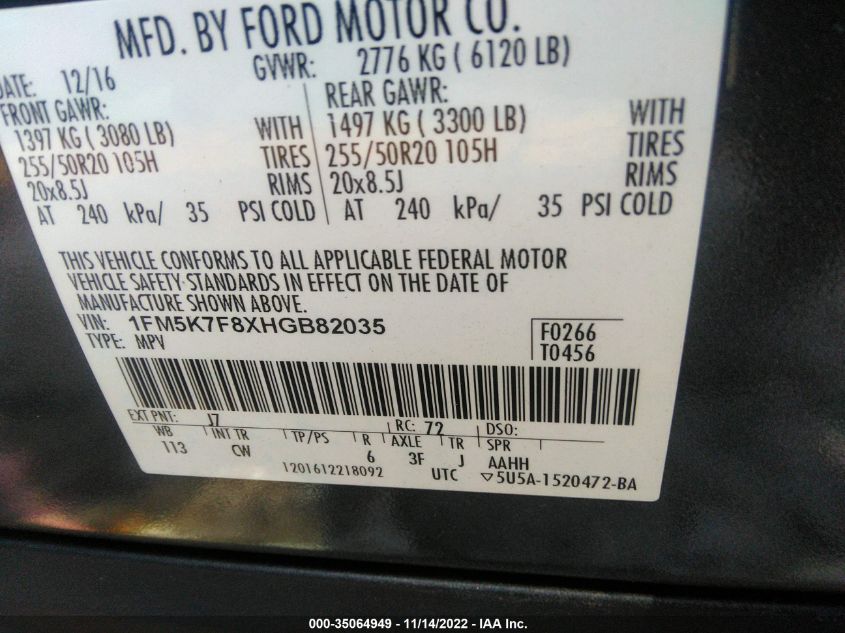 MFD. BY FORD MOTOR CO.
DATE: 12/16 GVWR: 2776 KG ( 6120 LB)
FRONT GAWR: REAR GAWR:
1397 KG ( 3080 LB) WITH 1497 KG ( 3300 LB) WITH
255/50R20 105H TIRES 255/50R20 105H TIRES
20x8.5J RIMS 20x8.5J RIMS
AT 240 kPa/ 35 PSI COLD AT 240 kPa/ 35 PSI COLD
THIS VEHICLE CONFORMS TO ALL APPLICABLE FEDERAL MOTOR
VEHICLE SAFETY STANDARDS IN EFFECT ON THE DATE OF
MANUFACTURE SHOWN ABOVE.
VIN: 1FM5K7F8XHGB82035 F0266
TYPE: MPV T0456
EXT PNT: J7 RC: 72 DSO:
WB INT TR TP/PS R AXLE TR SPR
113 CW 6 3F J AAHH
1201612218092 UTC ▽5U5A-1520472-BA
000-35064949 - 11/14/2022 - IAA Inc.